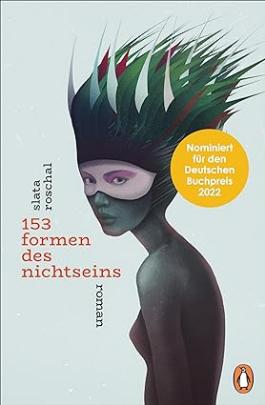 Nominiert
für den
Deutschen
Buchpreis
2022
slata
roschal
153
formen
des
nichtseins
roman